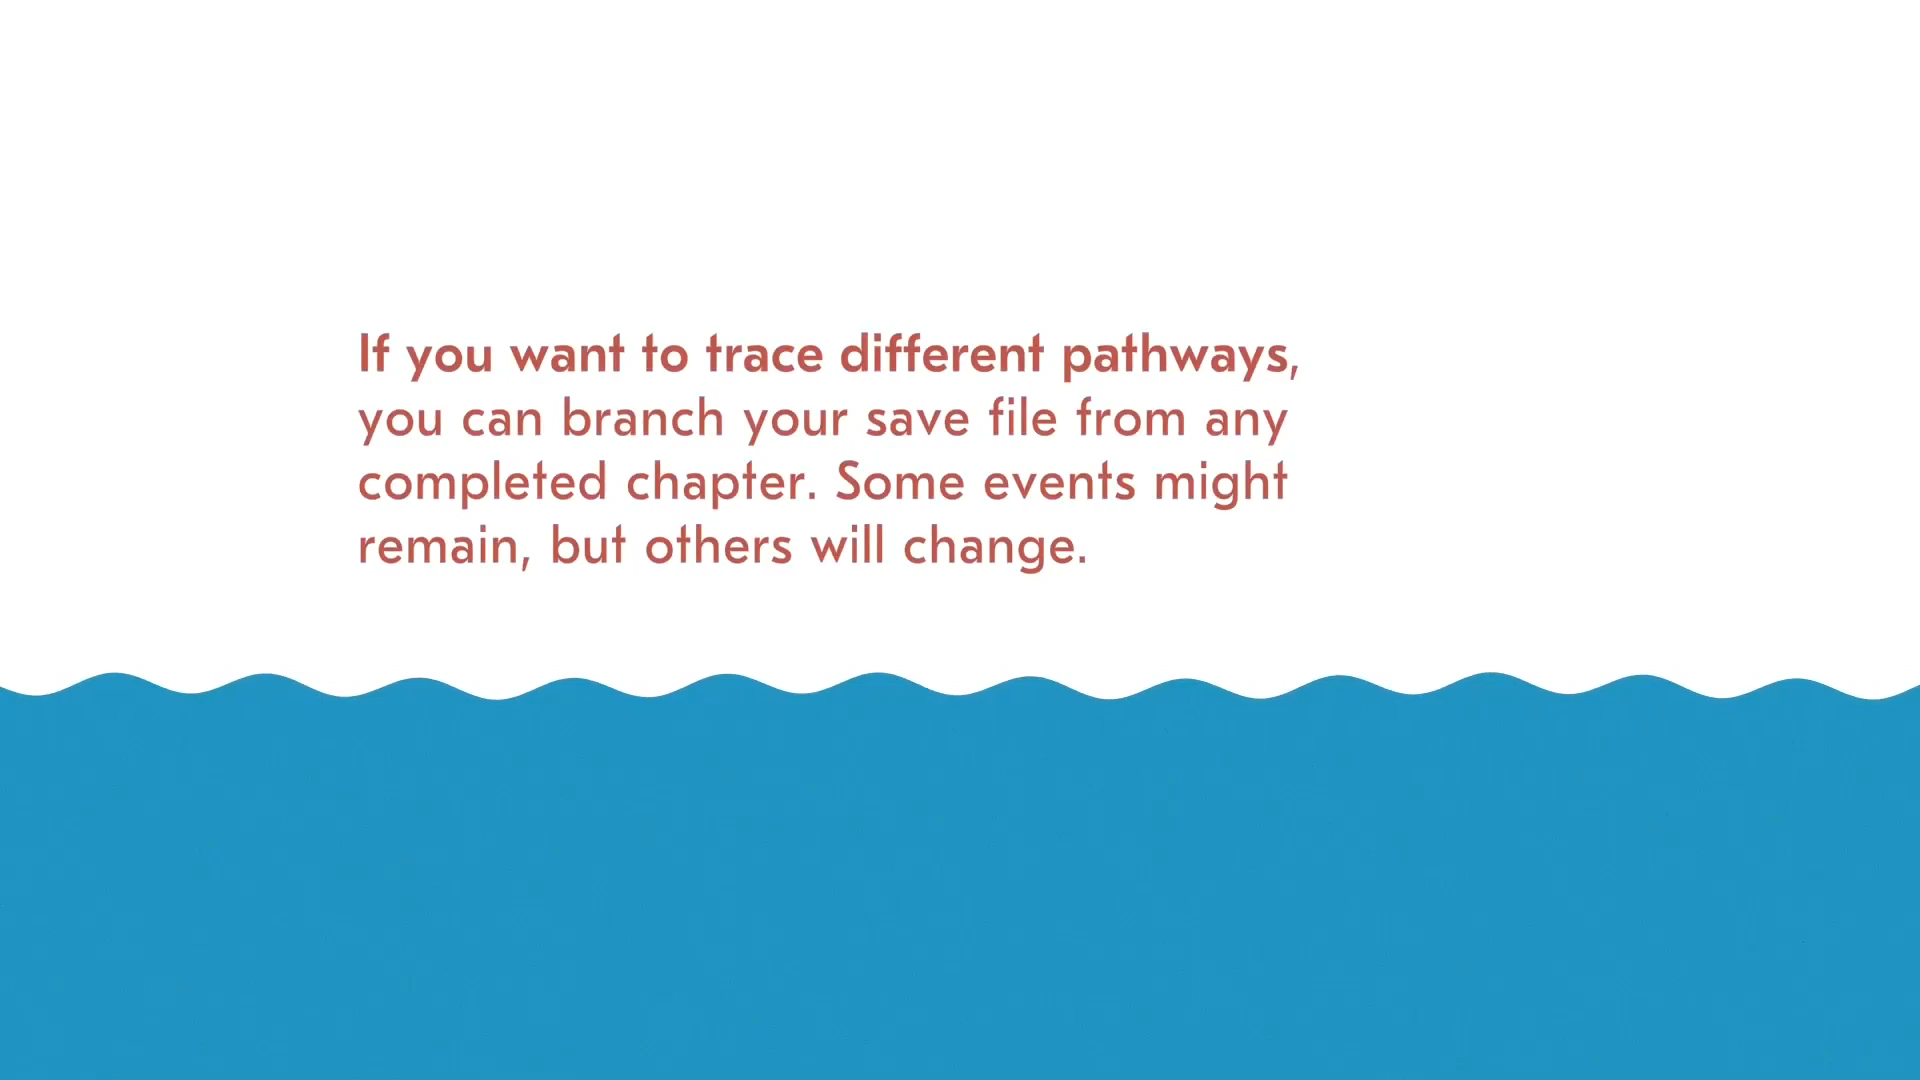 If you want to trace different pathways,
you can branch your save file from any
completed chapter. Some events might
remain, but others will change.